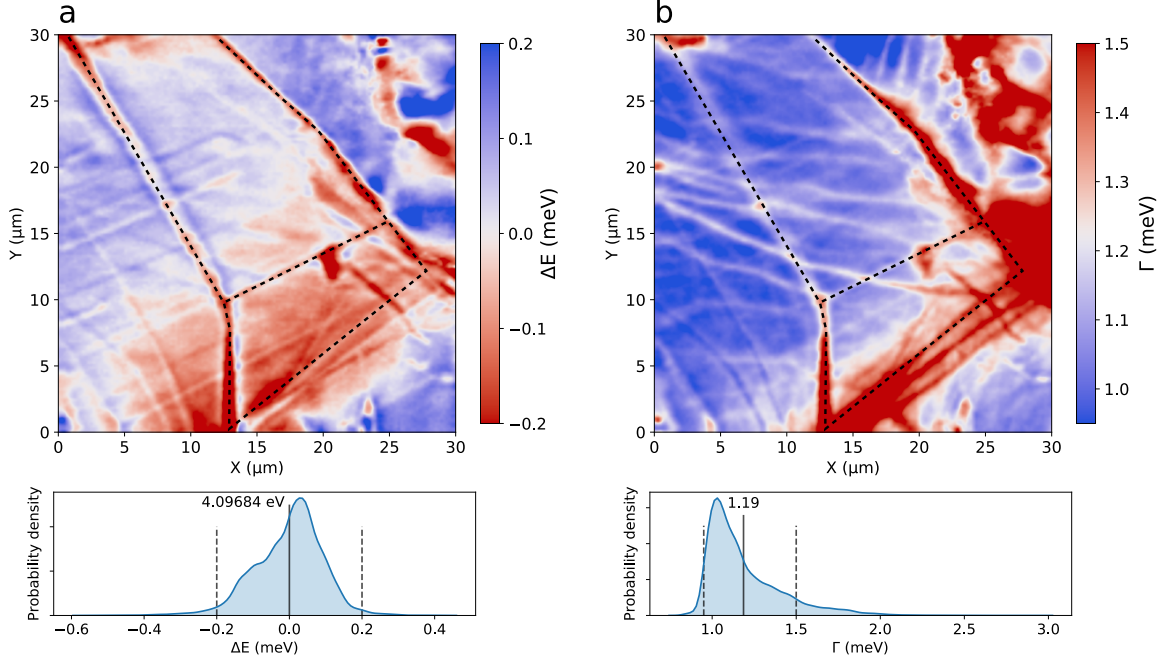 a
30
25
20
15
10
5
0
Y (μm)
0 5 10 15 20 25 30
X (μm)
0.2
0.1
0.0
−0.1
−0.2
ΔE (meV)
b
30
25
20
15
10
5
0
Y (μm)
0 5 10 15 20 25 30
X (μm)
1.5
1.4
1.3
1.2
1.1
1.0
Γ (meV)
Probability density
4.09684 eV
−0.6 −0.4 −0.2 0.0 0.2 0.4
ΔE (meV)
Probability density
1.19
1.0 1.5 2.0 2.5 3.0
Γ (meV)